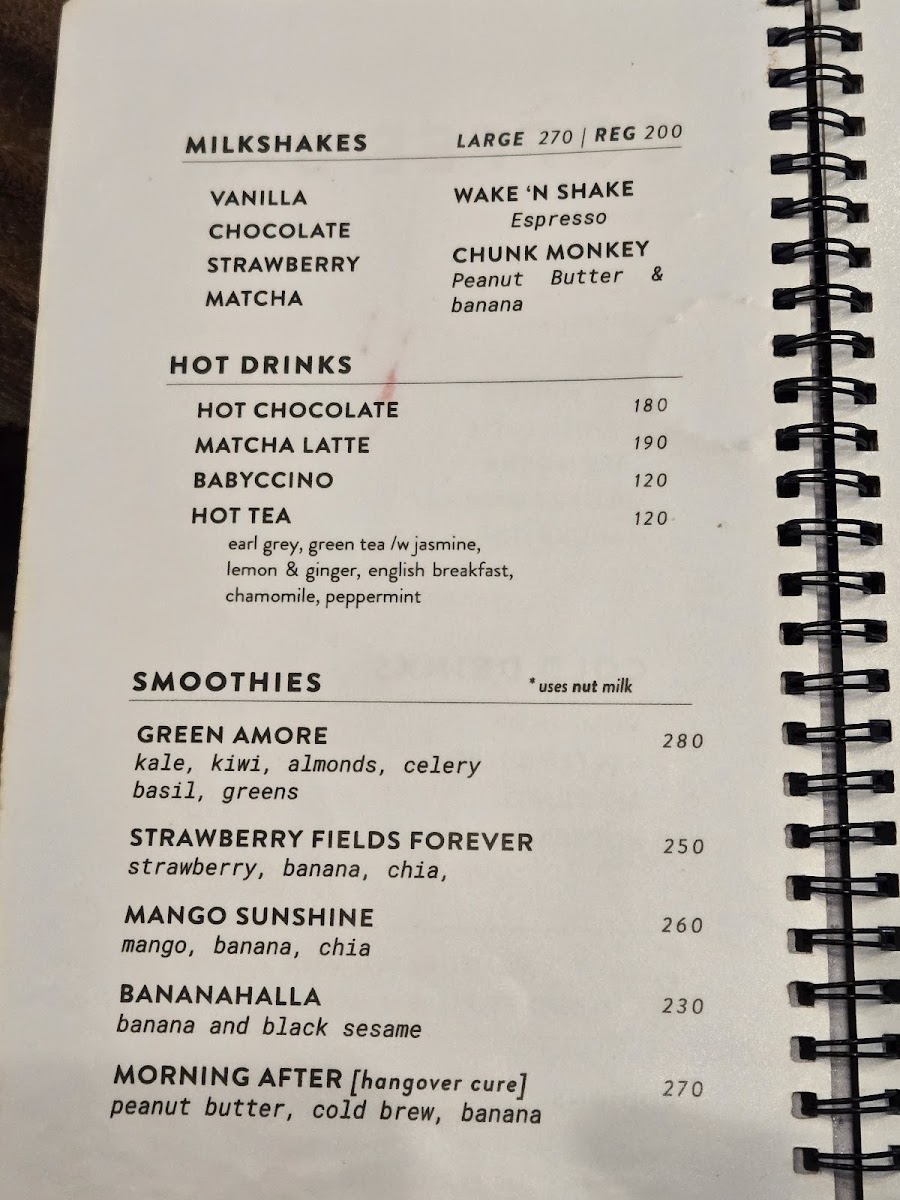 MILKSHAKES LARGE 270 | REG 200
VANILLA
CHOCOLATE
STRAWBERRY
MATCHA
WAKE ‘N SHAKE
Espresso
CHUNK MONKEY
Peanut Butter &
banana
HOT DRINKS
HOT CHOCOLATE 180
MATCHA LATTE 190
BABYCCINO 120
HOT TEA 120
earl grey, green tea /w jasmine,
lemon & ginger, english breakfast,
chamomile, peppermint
SMOOTHIES *uses nut milk
GREEN AMORE 280
kale, kiwi, almonds, celery
basil, greens
STRAWBERRY FIELDS FOREVER 250
strawberry, banana, chia,
MANGO SUNSHINE 260
mango, banana, chia
BANANAHALLA 230
banana and black sesame
MORNING AFTER [hangover cure] 270
peanut butter, cold brew, banana